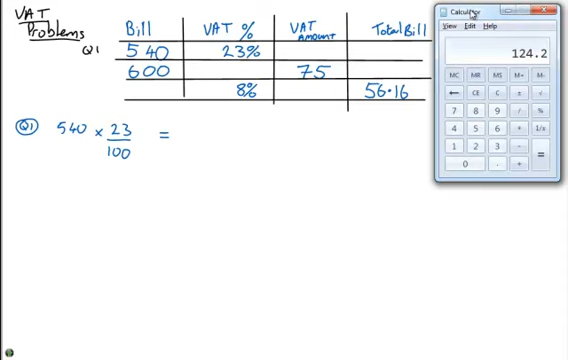 VAT
Problems
Bill VAT % VAT AMOUNT Total Bill
Q1 540 23%
600 75
8% 56.16
Q1 540 × 23/100 =
Calculator
View Edit Help
124.2
MC MR MS M+ M-
← CE C ± √
7 8 9 / %
4 5 6 * 1/x
1 2 3 - =
0 . +